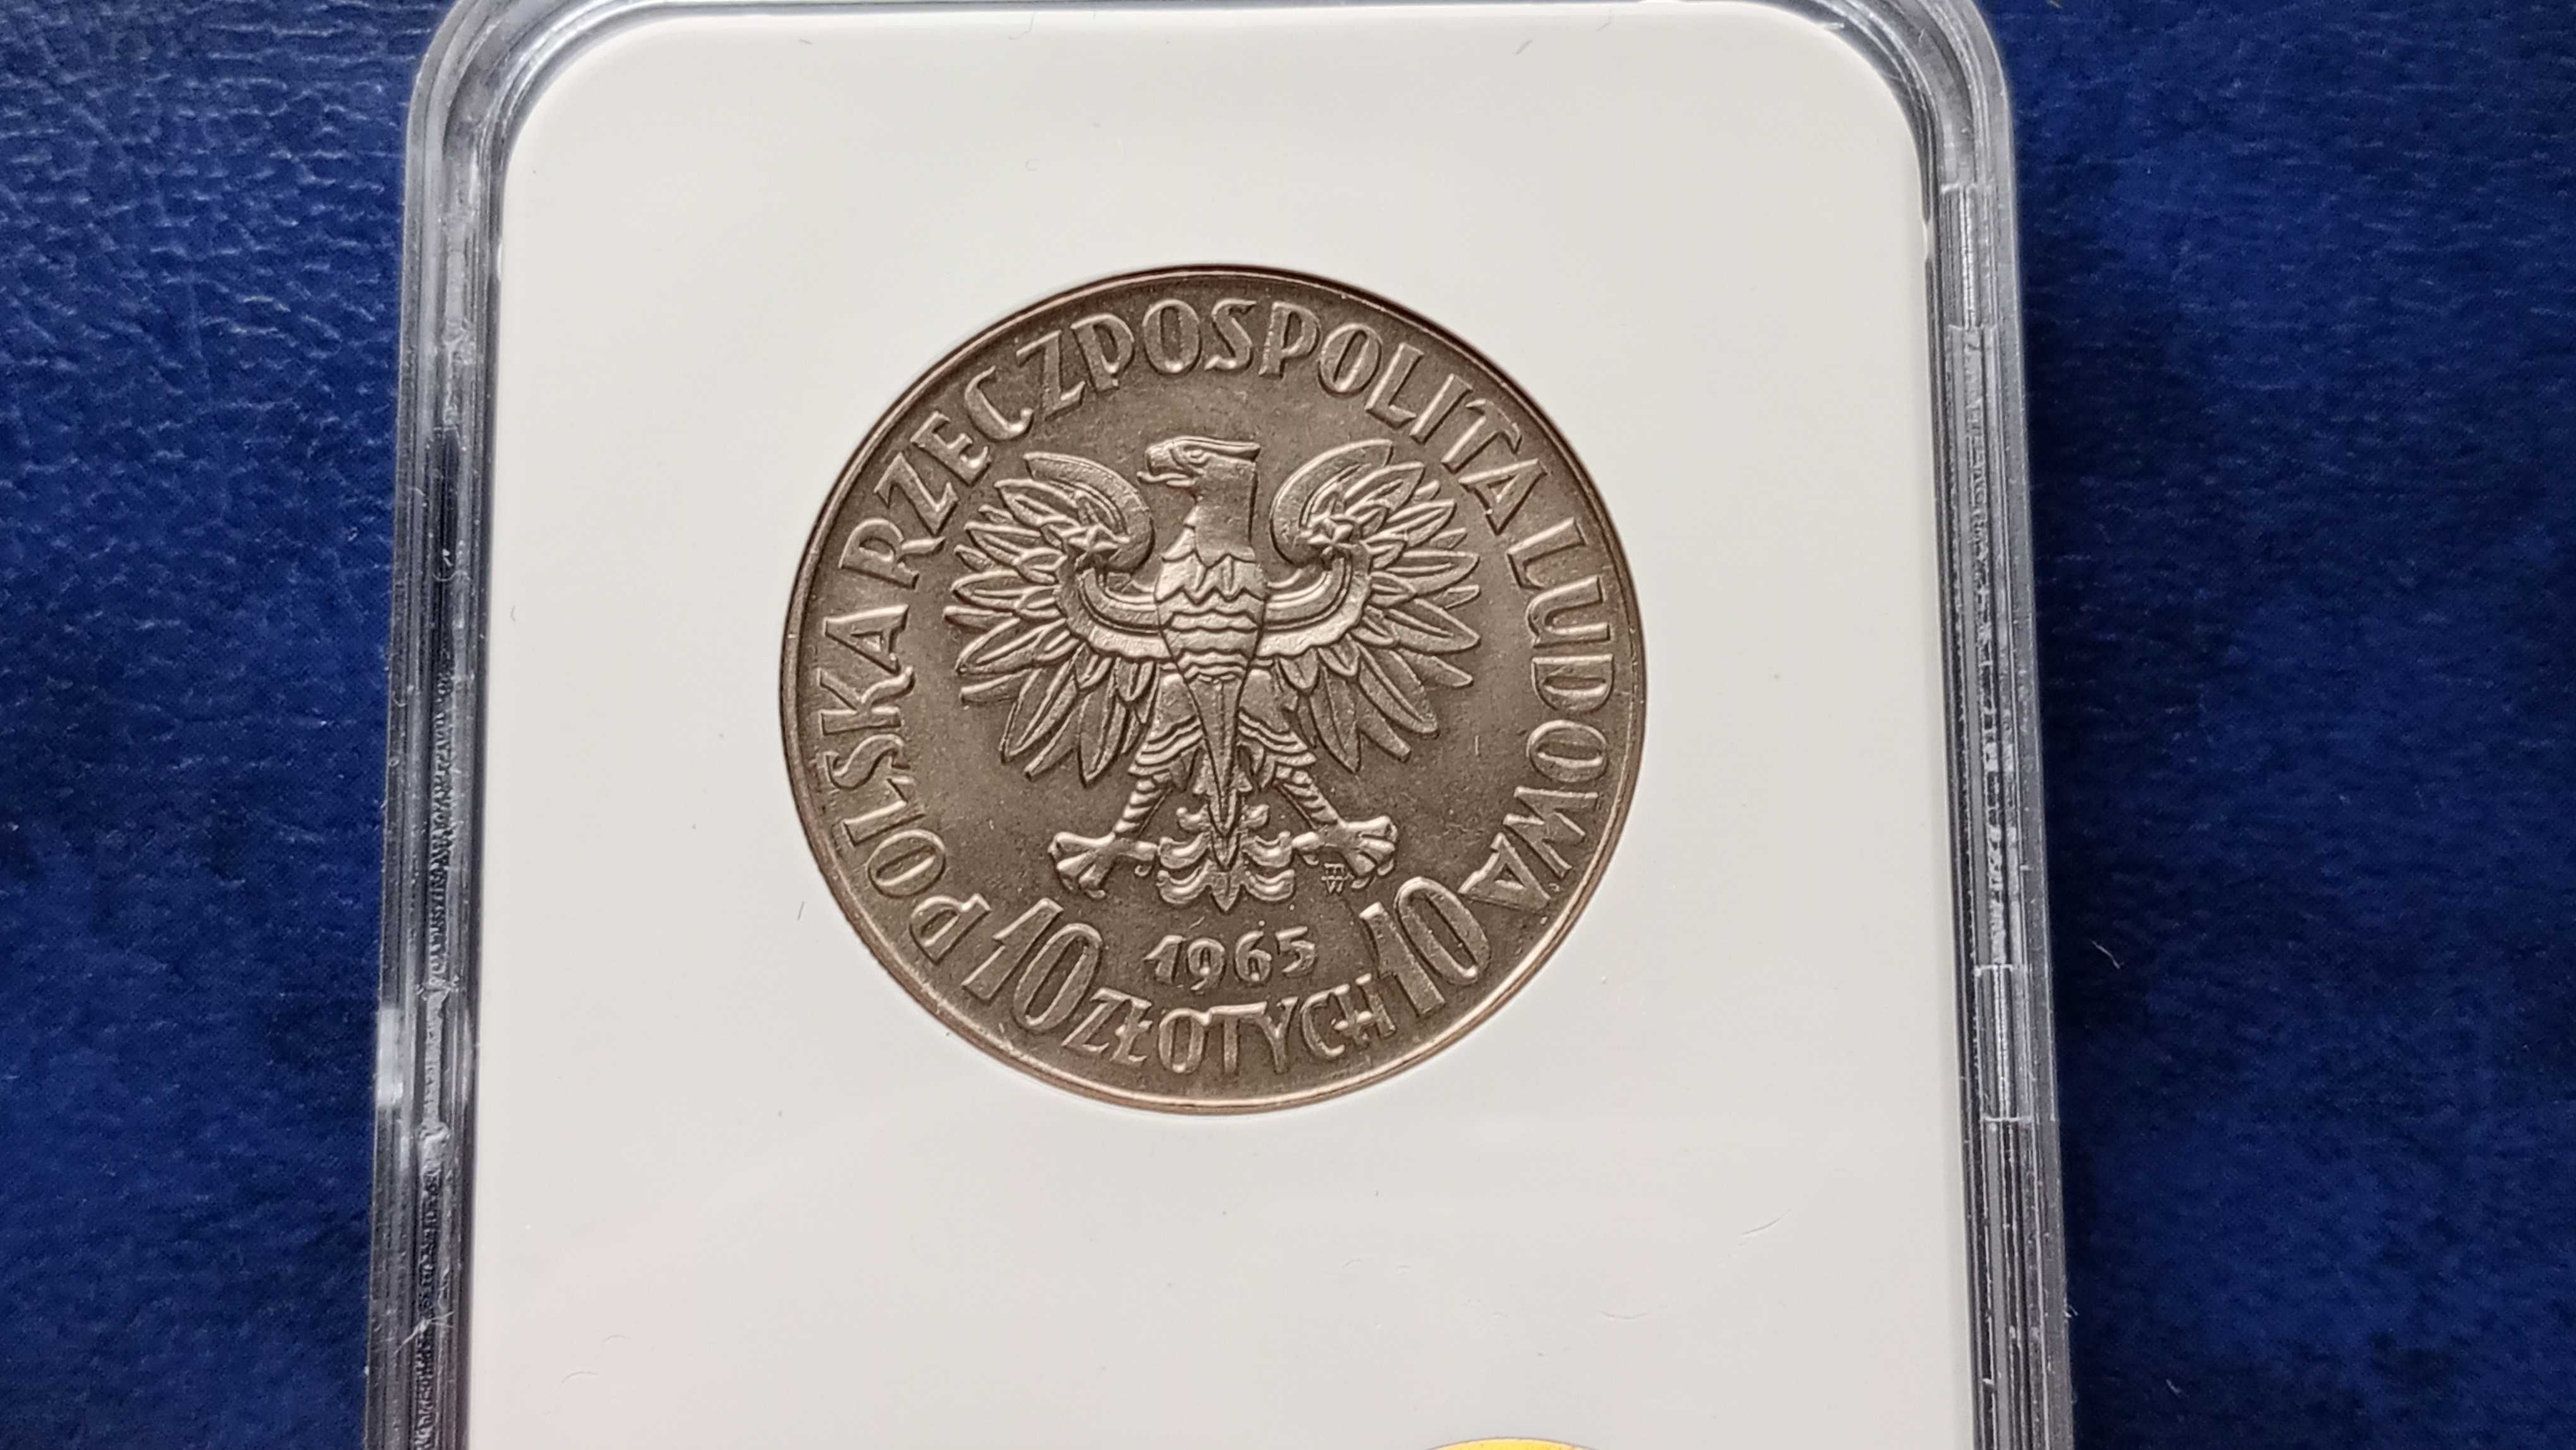 POLSKA RZECZPOSPOLITA LUDOWA
1965
10 ZŁOTYCH 10
MW